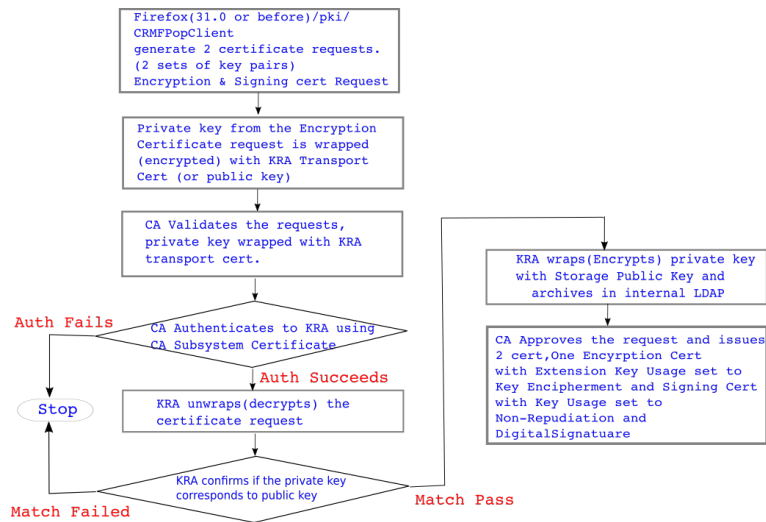 Firefox(31.0 or before)/pki/
CRMFPopClient
generate 2 certificate requests.
(2 sets of key pairs)
Encryption & Signing cert Request
Private key from the Encryption
Certificate request is wrapped
(encrypted) with KRA Transport
Cert (or public key)
CA Validates the requests,
private key wrapped with KRA
transport cert.
Auth Fails
CA Authenticates to KRA using
CA Subsystem Certificate
Auth Succeeds
Stop
KRA unwraps(decrypts) the
certificate request
KRA confirms if the private key
corresponds to public key
Match Failed
Match Pass
KRA wraps(Encrypts) private key
with Storage Public Key and
archives in internal LDAP
CA Approves the request and issues
2 cert,One Encyrption Cert
with Extension Key Usage set to
Key Encipherment and Signing Cert
with Key Usage set to
Non-Repudiation and
DigitalSignatuare